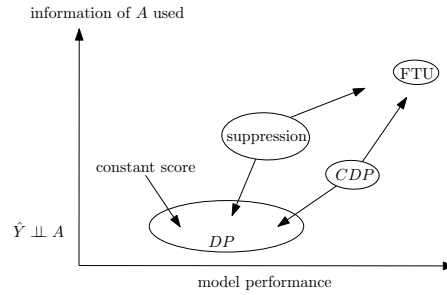 information of A used
FTU
suppression
constant score
CDP
Ŷ ⫫ A
DP
model performance